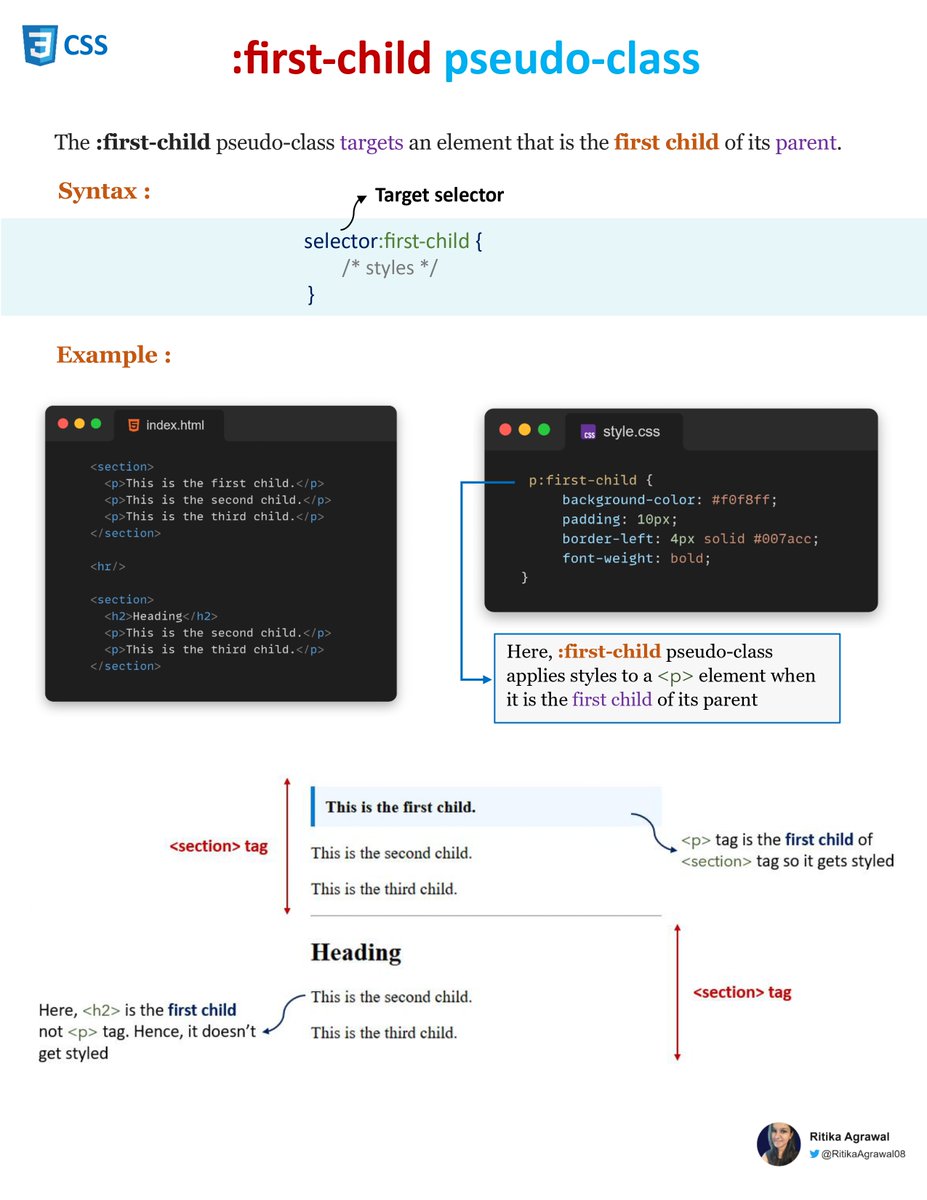 CSS
:first-child pseudo-class
The :first-child pseudo-class targets an element that is the first child of its parent.
Syntax :
Target selector
selector:first-child {
/* styles */
}
Example :
index.html
<section>
<p>This is the first child.</p>
<p>This is the second child.</p>
<p>This is the third child.</p>
</section>
<hr/>
<section>
<h2>Heading</h2>
<p>This is the second child.</p>
<p>This is the third child.</p>
</section>
CSS
style.css
p:first-child {
background-color: #f0f8ff;
padding: 10px;
border-left: 4px solid #007acc;
font-weight: bold;
}
Here, :first-child pseudo-class
applies styles to a <p> element when
it is the first child of its parent
<section> tag
This is the first child.
This is the second child.
This is the third child.
<p> tag is the first child of
<section> tag so it gets styled
Heading
This is the second child.
This is the third child.
<section> tag
Here, <h2> is the first child
not <p> tag. Hence, it doesn't
get styled
Ritika Agrawal
@RitikaAgrawal08